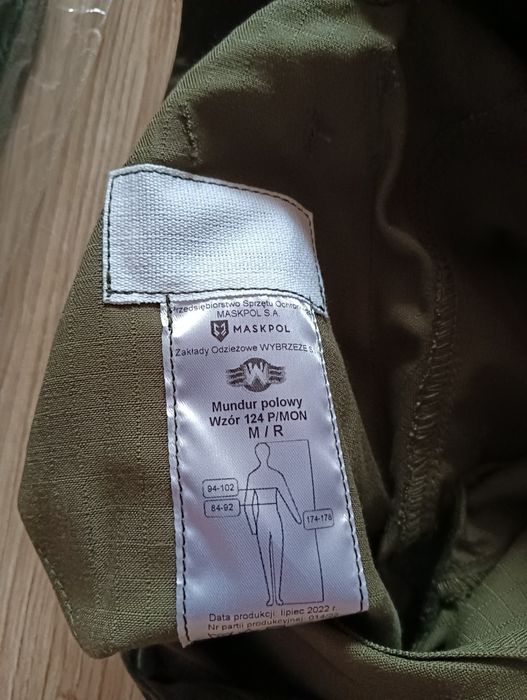 Przedsiębiorstwo Sprzętu
MASKPOL S.A.
MASKPOL
Zakłady Odzieżowe WYBRZEŻE
W
Mundur polowy
Wzór 124 P/MON
M / R
94-102
84-92
174-178
Data produkcji: lipiec 2022 r.
Nr partii produkcyjnej: